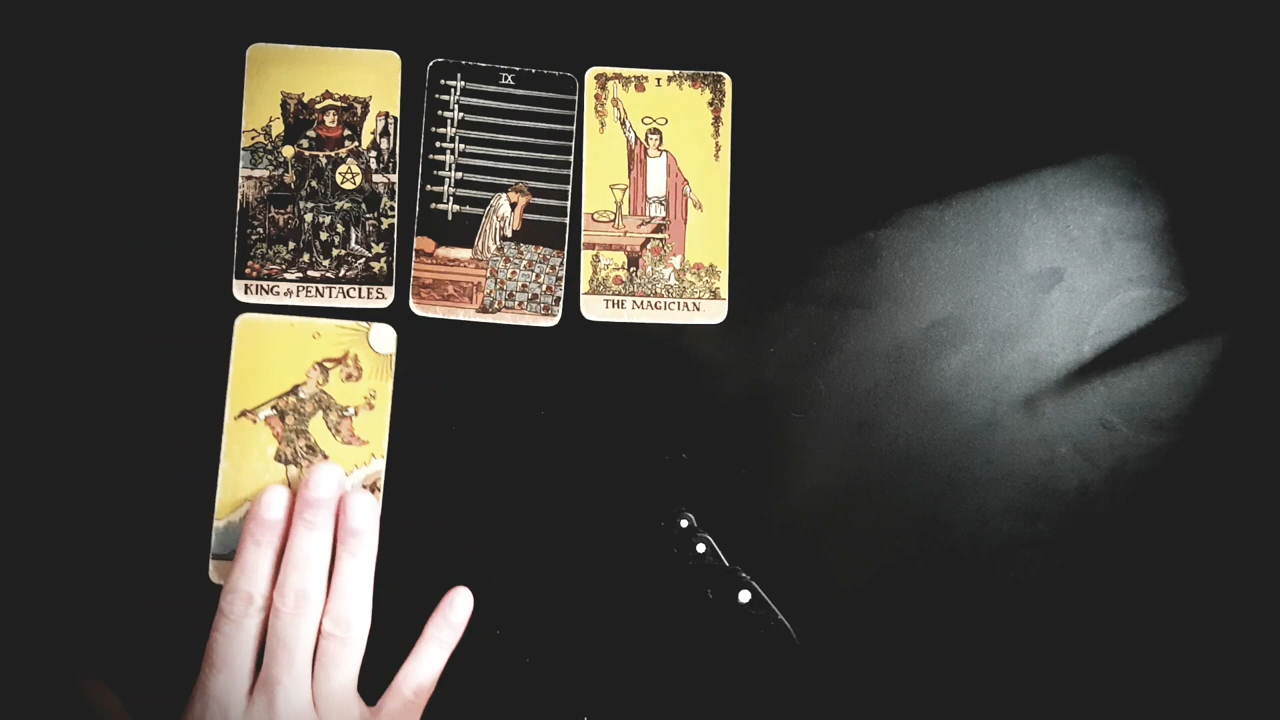 KING of PENTACLES.
IX
I
THE MAGICIAN.